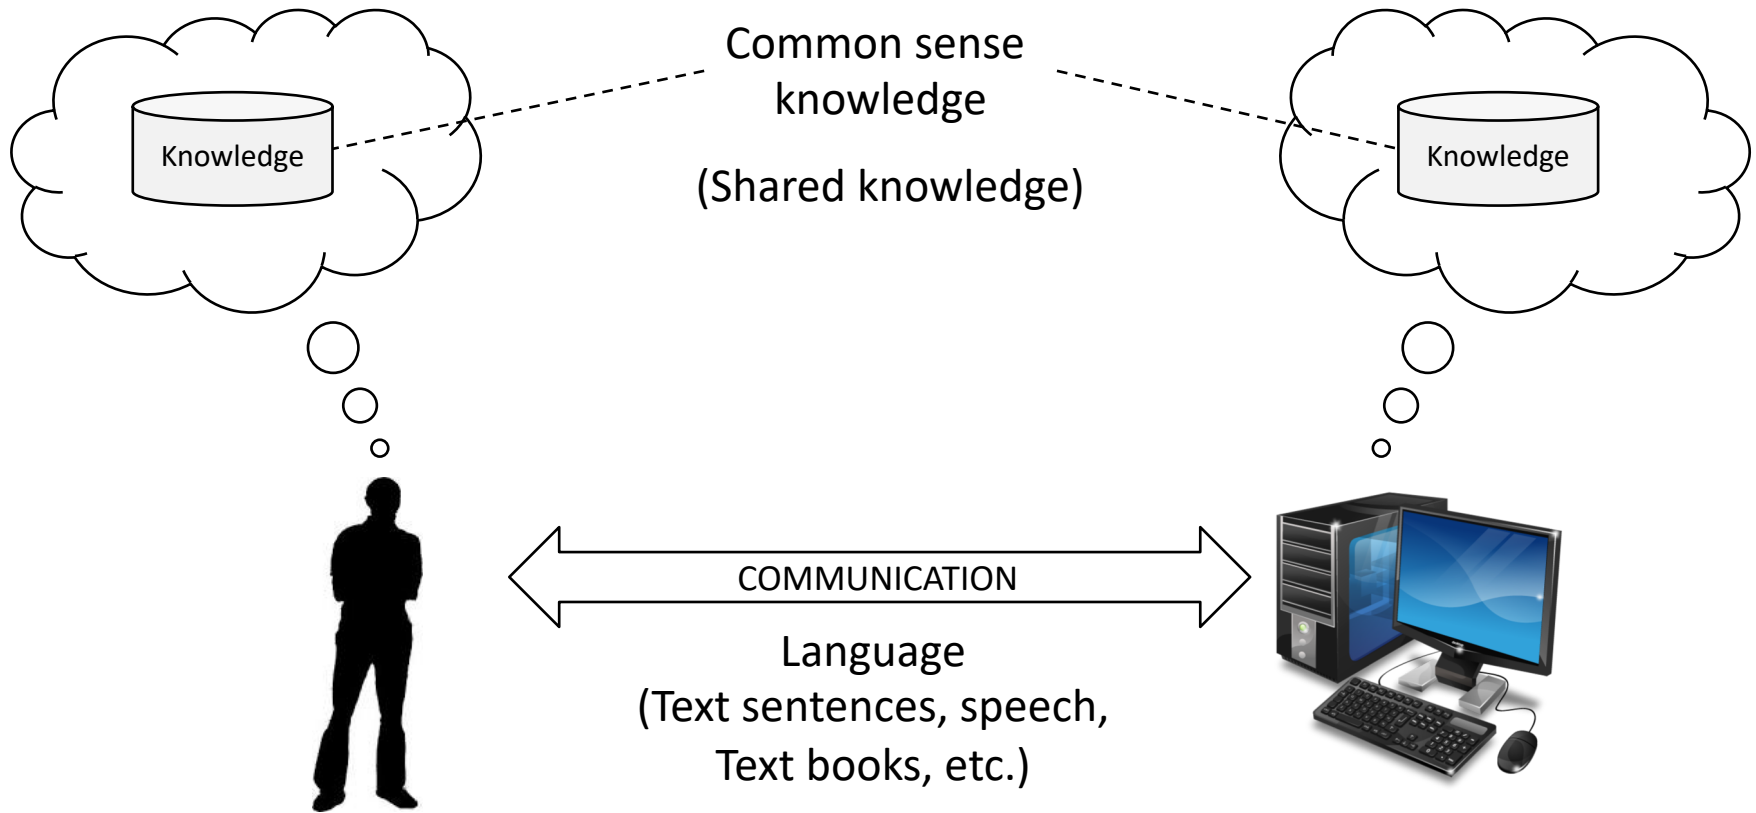 Common sense
knowledge
Knowledge
Knowledge
(Shared knowledge)
COMMUNICATION
Language
(Text sentences, speech,
Text books, etc.)